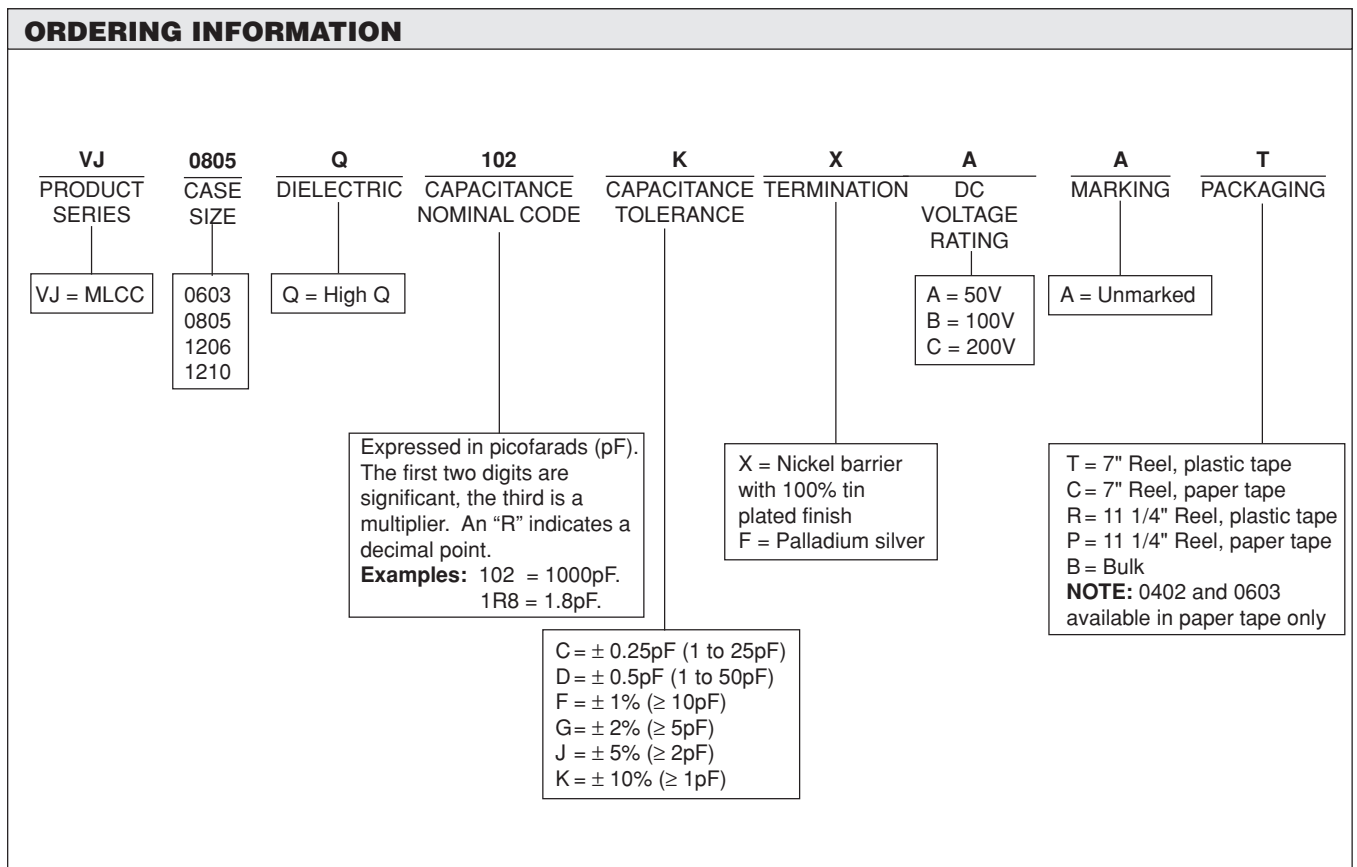 ORDERING INFORMATION
VJ 0805 Q 102 K X A A T
PRODUCT SERIES
CASE SIZE
DIELECTRIC
CAPACITANCE NOMINAL CODE
CAPACITANCE TOLERANCE
TERMINATION
DC VOLTAGE RATING
MARKING
PACKAGING
VJ = MLCC
0603
0805
1206
1210
Q = High Q
Expressed in picofarads (pF).
The first two digits are
significant, the third is a
multiplier. An “R” indicates a
decimal point.
Examples: 102 = 1000pF.
1R8 = 1.8pF.
C = ± 0.25pF (1 to 25pF)
D = ± 0.5pF (1 to 50pF)
F = ± 1% (≥ 10pF)
G = ± 2% (≥ 5pF)
J = ± 5% (≥ 2pF)
K = ± 10% (≥ 1pF)
X = Nickel barrier
with 100% tin
plated finish
F = Palladium silver
A = 50V
B = 100V
C = 200V
A = Unmarked
T = 7" Reel, plastic tape
C = 7" Reel, paper tape
R = 11 1/4" Reel, plastic tape
P = 11 1/4" Reel, paper tape
B = Bulk
NOTE: 0402 and 0603
available in paper tape only